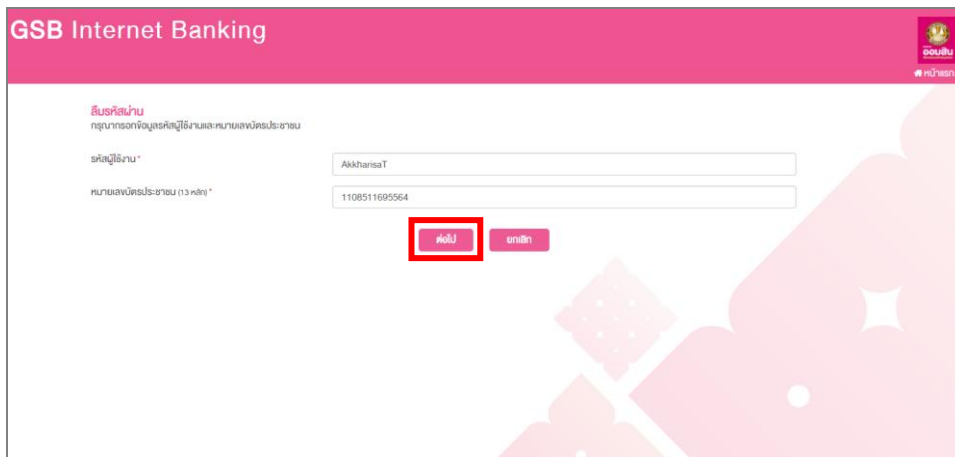 GSB Internet Banking
ออมสิน
หน้าแรก
ลืมรหัสผ่าน
กรุณากรอกข้อมูลรหัสผู้ใช้งานและหมายเลขบัตรประชาชน
รหัสผู้ใช้งาน *
AkkharisaT
หมายเลขบัตรประชาชน (13 หลัก) *
1108511695564
ต่อไป ยกเลิก